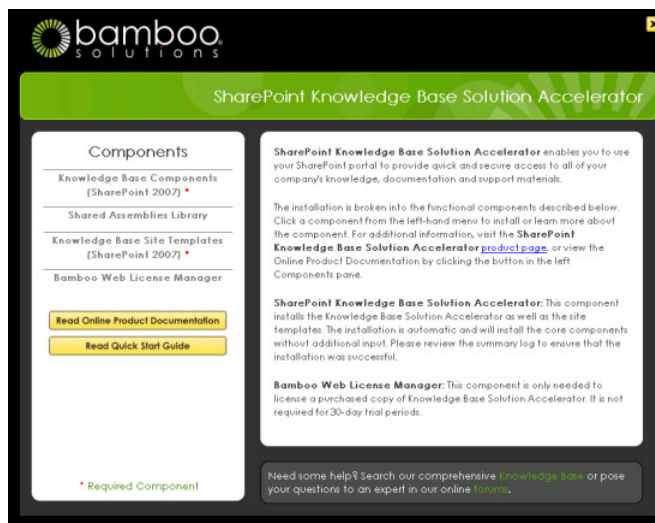 bamboo
solutions
SharePoint Knowledge Base Solution Accelerator
Components
Knowledge Base Components
(SharePoint 2007) *
Shared Assemblies Library
Knowledge Base Site Templates
(SharePoint 2007) *
Bamboo Web License Manager
Read Online Product Documentation
Read Quick Start Guide
* Required Component
SharePoint Knowledge Base Solution Accelerator enables you to use
your SharePoint portal to provide quick and secure access to all of your
company's knowledge, documentation and support materials.
The installation is broken into the functional components described below.
Click a component from the left-hand menu to install or learn more about
the component. For additional information, visit the SharePoint
Knowledge Base Solution Accelerator product page, or view the
Online Product Documentation by clicking the button in the left
Components pane.
SharePoint Knowledge Base Solution Accelerator: This component
installs the Knowledge Base Solution Accelerator as well as the site
templates. The installation is automatic and will install the core components
without additional input. Please review the summary log to ensure that the
installation was successful.
Bamboo Web License Manager: This component is only needed to
license a purchased copy of Knowledge Base Solution Accelerator. It is not
required for 30-day trial periods.
Need some help? Search our comprehensive Knowledge Base or pose
your questions to an expert in our online forums.